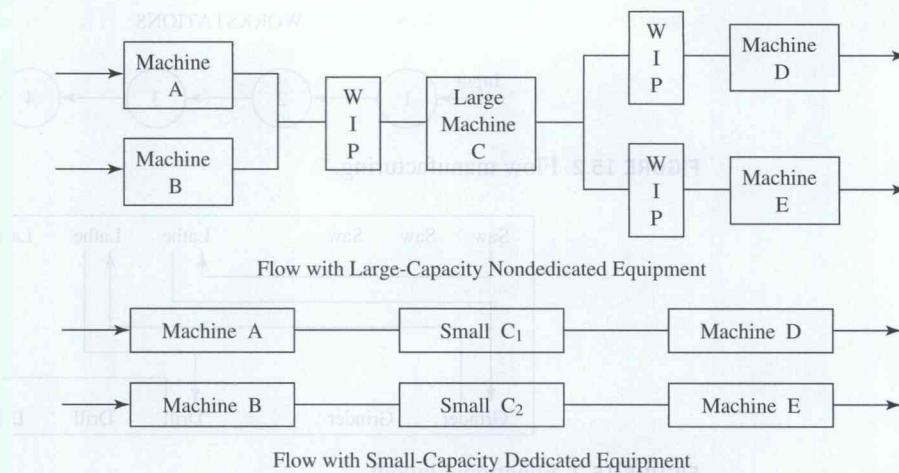 Machine
A
Machine
B
W
I
P
Large
Machine
C
W
I
P
Machine
D
W
I
P
Machine
E
Flow with Large-Capacity Nondedicated Equipment
Machine A
Small C₁
Machine D
Machine B
Small C₂
Machine E
Flow with Small-Capacity Dedicated Equipment